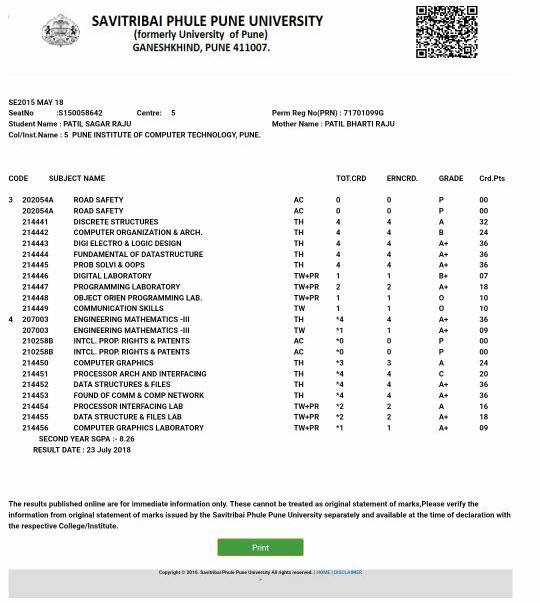 SAVITRIBAI PHULE PUNE UNIVERSITY
(formerly University of Pune)
GANESHKHIND, PUNE 411007.
SE2015 MAY 18
SeatNo :S150058642 Centre: 5 Perm Reg No(PRN) : 71701099G
Student Name : PATIL SAGAR RAJU Mother Name : PATIL BHARTI RAJU
Col/Inst.Name : 5 PUNE INSTITUTE OF COMPUTER TECHNOLOGY, PUNE.
CODE SUBJECT NAME TOT.CRD ERNCRD. GRADE Crd.Pts
3 202054A ROAD SAFETY AC 0 0 P 00
202054A ROAD SAFETY AC 0 0 P 00
214441 DISCRETE STRUCTURES TH 4 4 A 32
214442 COMPUTER ORGANIZATION & ARCH. TH 4 4 B 24
214443 DIGI ELECTRO & LOGIC DESIGN TH 4 4 A+ 36
214444 FUNDAMENTAL OF DATASTRUCTURE TH 4 4 A+ 36
214445 PROB SOLVI & OOPS TH 4 4 A+ 36
214446 DIGITAL LABORATORY TW+PR 1 1 B+ 07
214447 PROGRAMMING LABORATORY TW+PR 2 2 A+ 18
214448 OBJECT ORIEN PROGRAMMING LAB. TW+PR 1 1 O 10
214449 COMMUNICATION SKILLS TW 1 1 O 10
4 207003 ENGINEERING MATHEMATICS -III TH *4 4 A+ 36
207003 ENGINEERING MATHEMATICS -III TW *1 1 A+ 09
210258B INTCL. PROP. RIGHTS & PATENTS AC *0 0 P 00
210258B INTCL. PROP. RIGHTS & PATENTS AC *0 0 P 00
214450 COMPUTER GRAPHICS TH *3 3 A 24
214451 PROCESSOR ARCH AND INTERFACING TH *4 4 C 20
214452 DATA STRUCTURES & FILES TH *4 4 A+ 36
214453 FOUND OF COMM & COMP NETWORK TH *4 4 A+ 36
214454 PROCESSOR INTERFACING LAB TW+PR *2 2 A 16
214455 DATA STRUCTURE & FILES LAB TW+PR *2 2 A+ 18
214456 COMPUTER GRAPHICS LABORATORY TW+PR *1 1 A+ 09
SECOND YEAR SGPA :- 8.26
RESULT DATE : 23 July 2018
The results published online are for immediate information only. These cannot be treated as original statement of marks,Please verify the
information from original statement of marks issued by the Savitribai Phule Pune University separately and available at the time of declaration with
the respective College/Institute.
Print
Copyright © 2016. Savitribai Phule Pune University All rights reserved. | HOME | DISCLAIMER